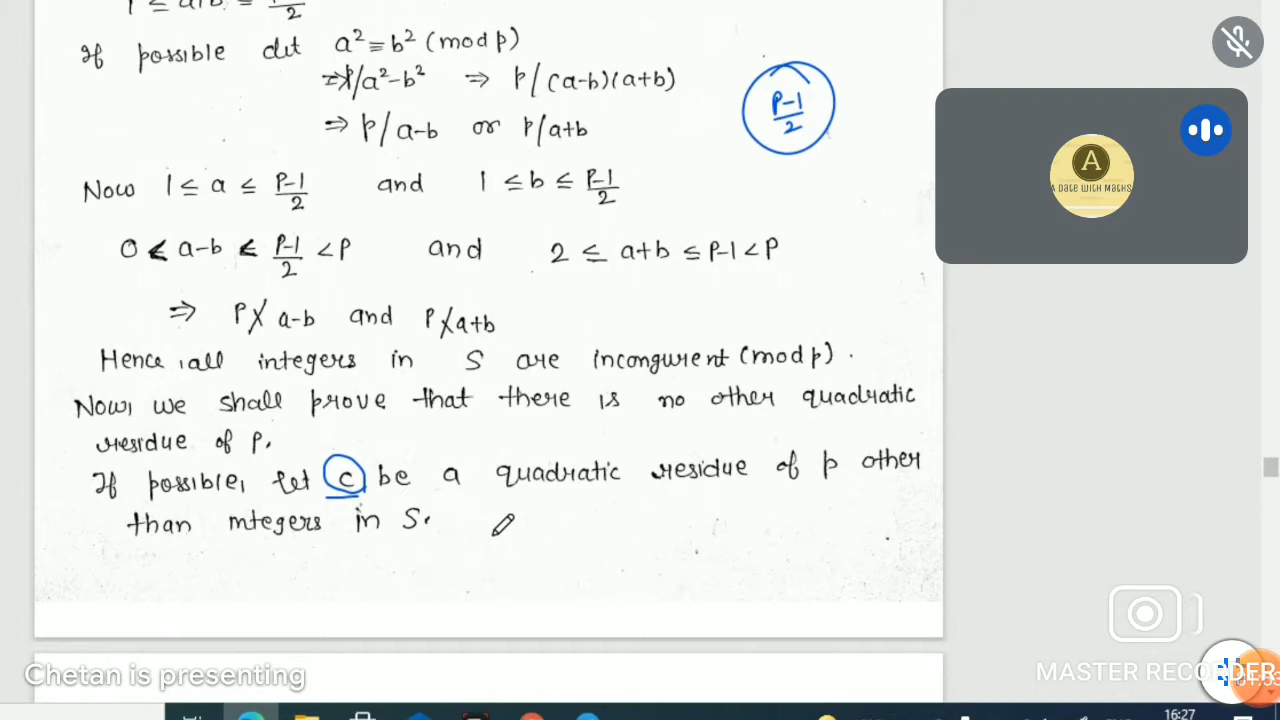 If possible let a² ≡ b² (mod p)
⇒ p/a²-b² ⇒ p/(a-b)(a+b)
⇒ p/a-b or p/a+b
P-1/2
Now 1 ≤ a ≤ P-1/2 and 1 ≤ b ≤ P-1/2
0 < a-b < P-1/2 < P and 2 ≤ a+b ≤ P-1 < P
⇒ P∤a-b and P∤a+b
Hence, all integers in S are incongurent (mod p).
Now, we shall prove that there is no other quadratic
residue of p.
If possible, let c be a quadratic residue of p other
than integers in S.
A
A Date with Maths
Chetan is presenting
MASTER RECORDER
16:27